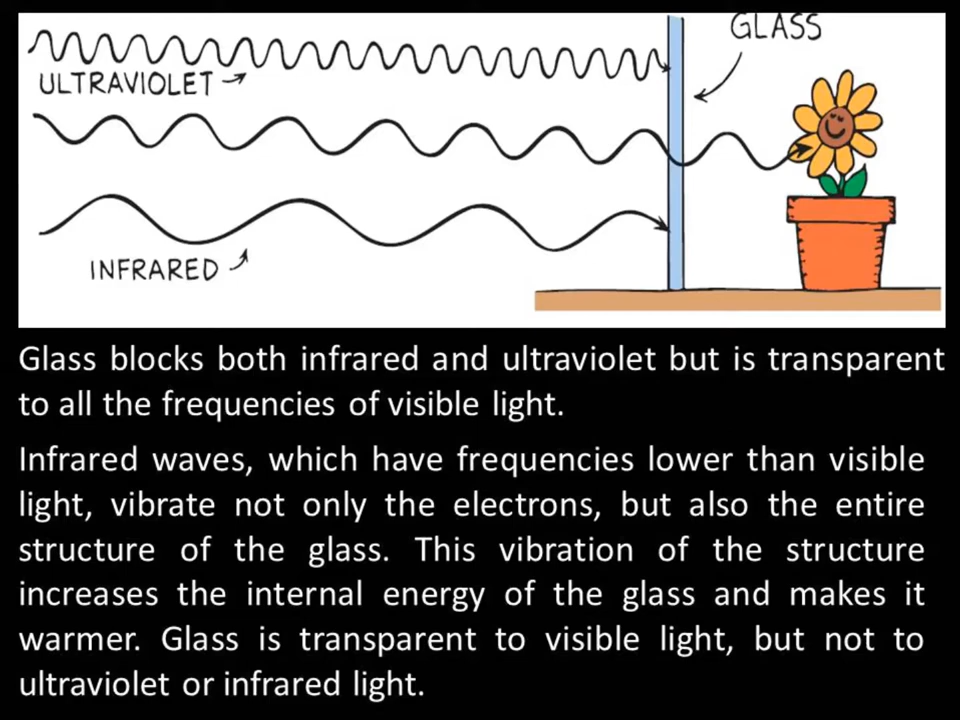 GLASS
ULTRAVIOLET
INFRARED
Glass blocks both infrared and ultraviolet but is transparent
to all the frequencies of visible light.
Infrared waves, which have frequencies lower than visible
light, vibrate not only the electrons, but also the entire
structure of the glass. This vibration of the structure
increases the internal energy of the glass and makes it
warmer. Glass is transparent to visible light, but not to
ultraviolet or infrared light.